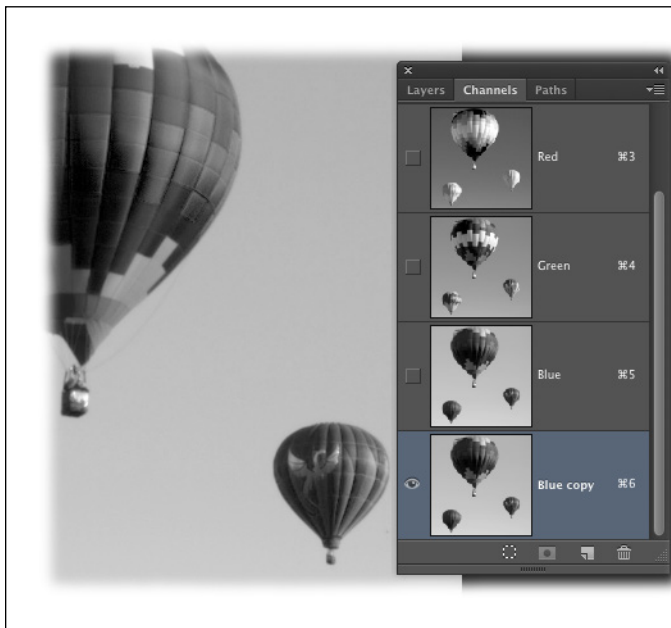 Layers Channels Paths
Red ⌘3
Green ⌘4
Blue ⌘5
Blue copy ⌘6